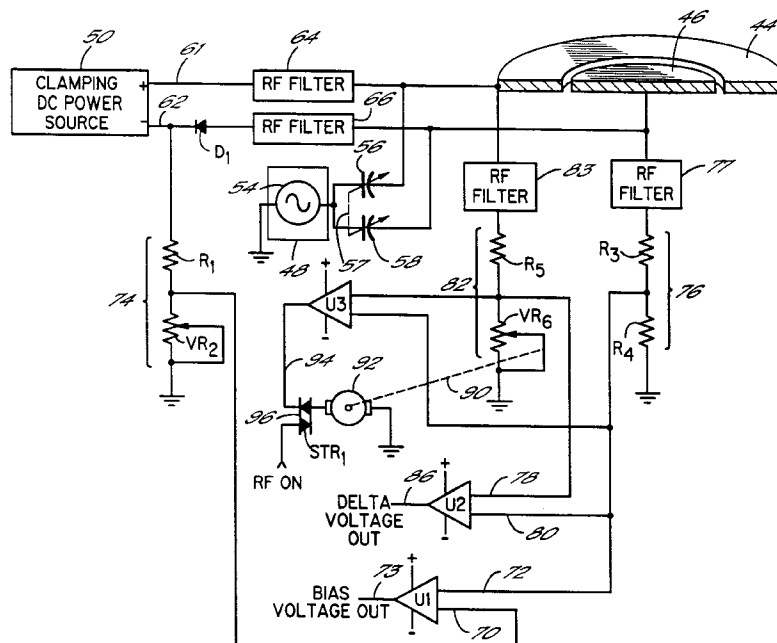 50
61
64
46
44
CLAMPING
DC POWER
SOURCE
+
−
RF FILTER
62
66
RF FILTER
D1
56
54
83
77
RF
FILTER
RF
FILTER
57
58
48
R1
R5
R3
74
82
76
+
U3
VR2
VR6
R4
−
94
92
90
96
STR1
RF ON
+
86
78
U2
DELTA
VOLTAGE
OUT
80
−
+
73
72
BIAS
VOLTAGE OUT
U1
70
−